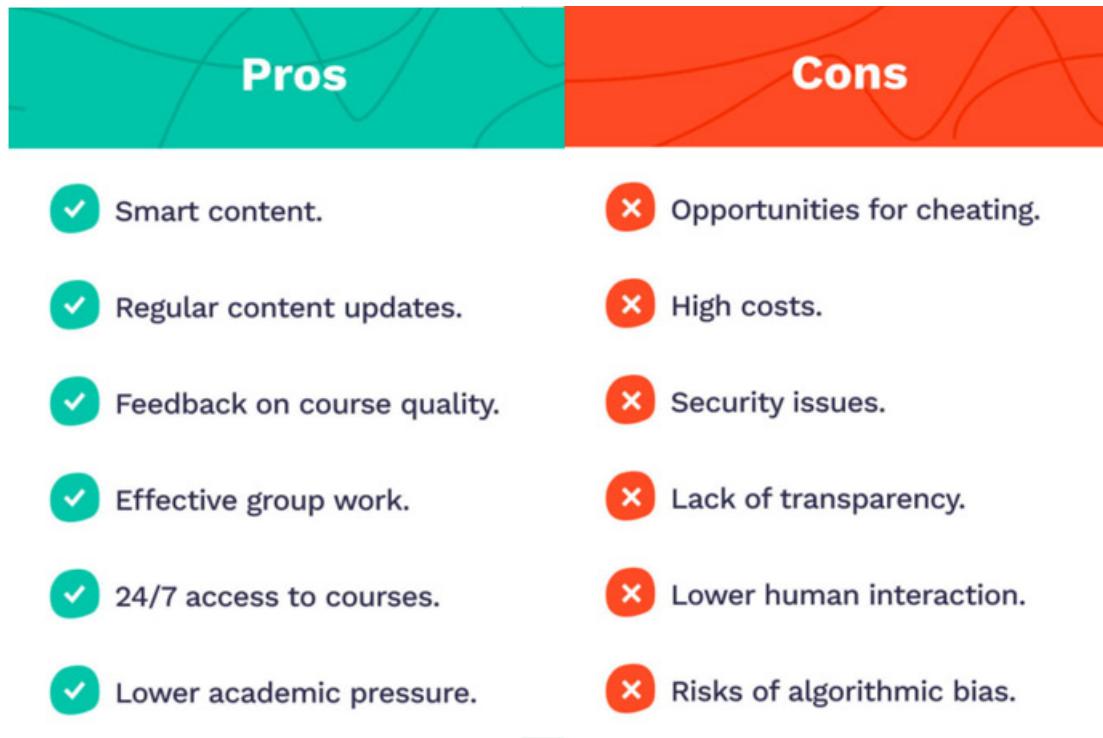 Pros
Smart content.
Regular content updates.
Feedback on course quality.
Effective group work.
24/7 access to courses.
Lower academic pressure.
Cons
Opportunities for cheating.
High costs.
Security issues.
Lack of transparency.
Lower human interaction.
Risks of algorithmic bias.